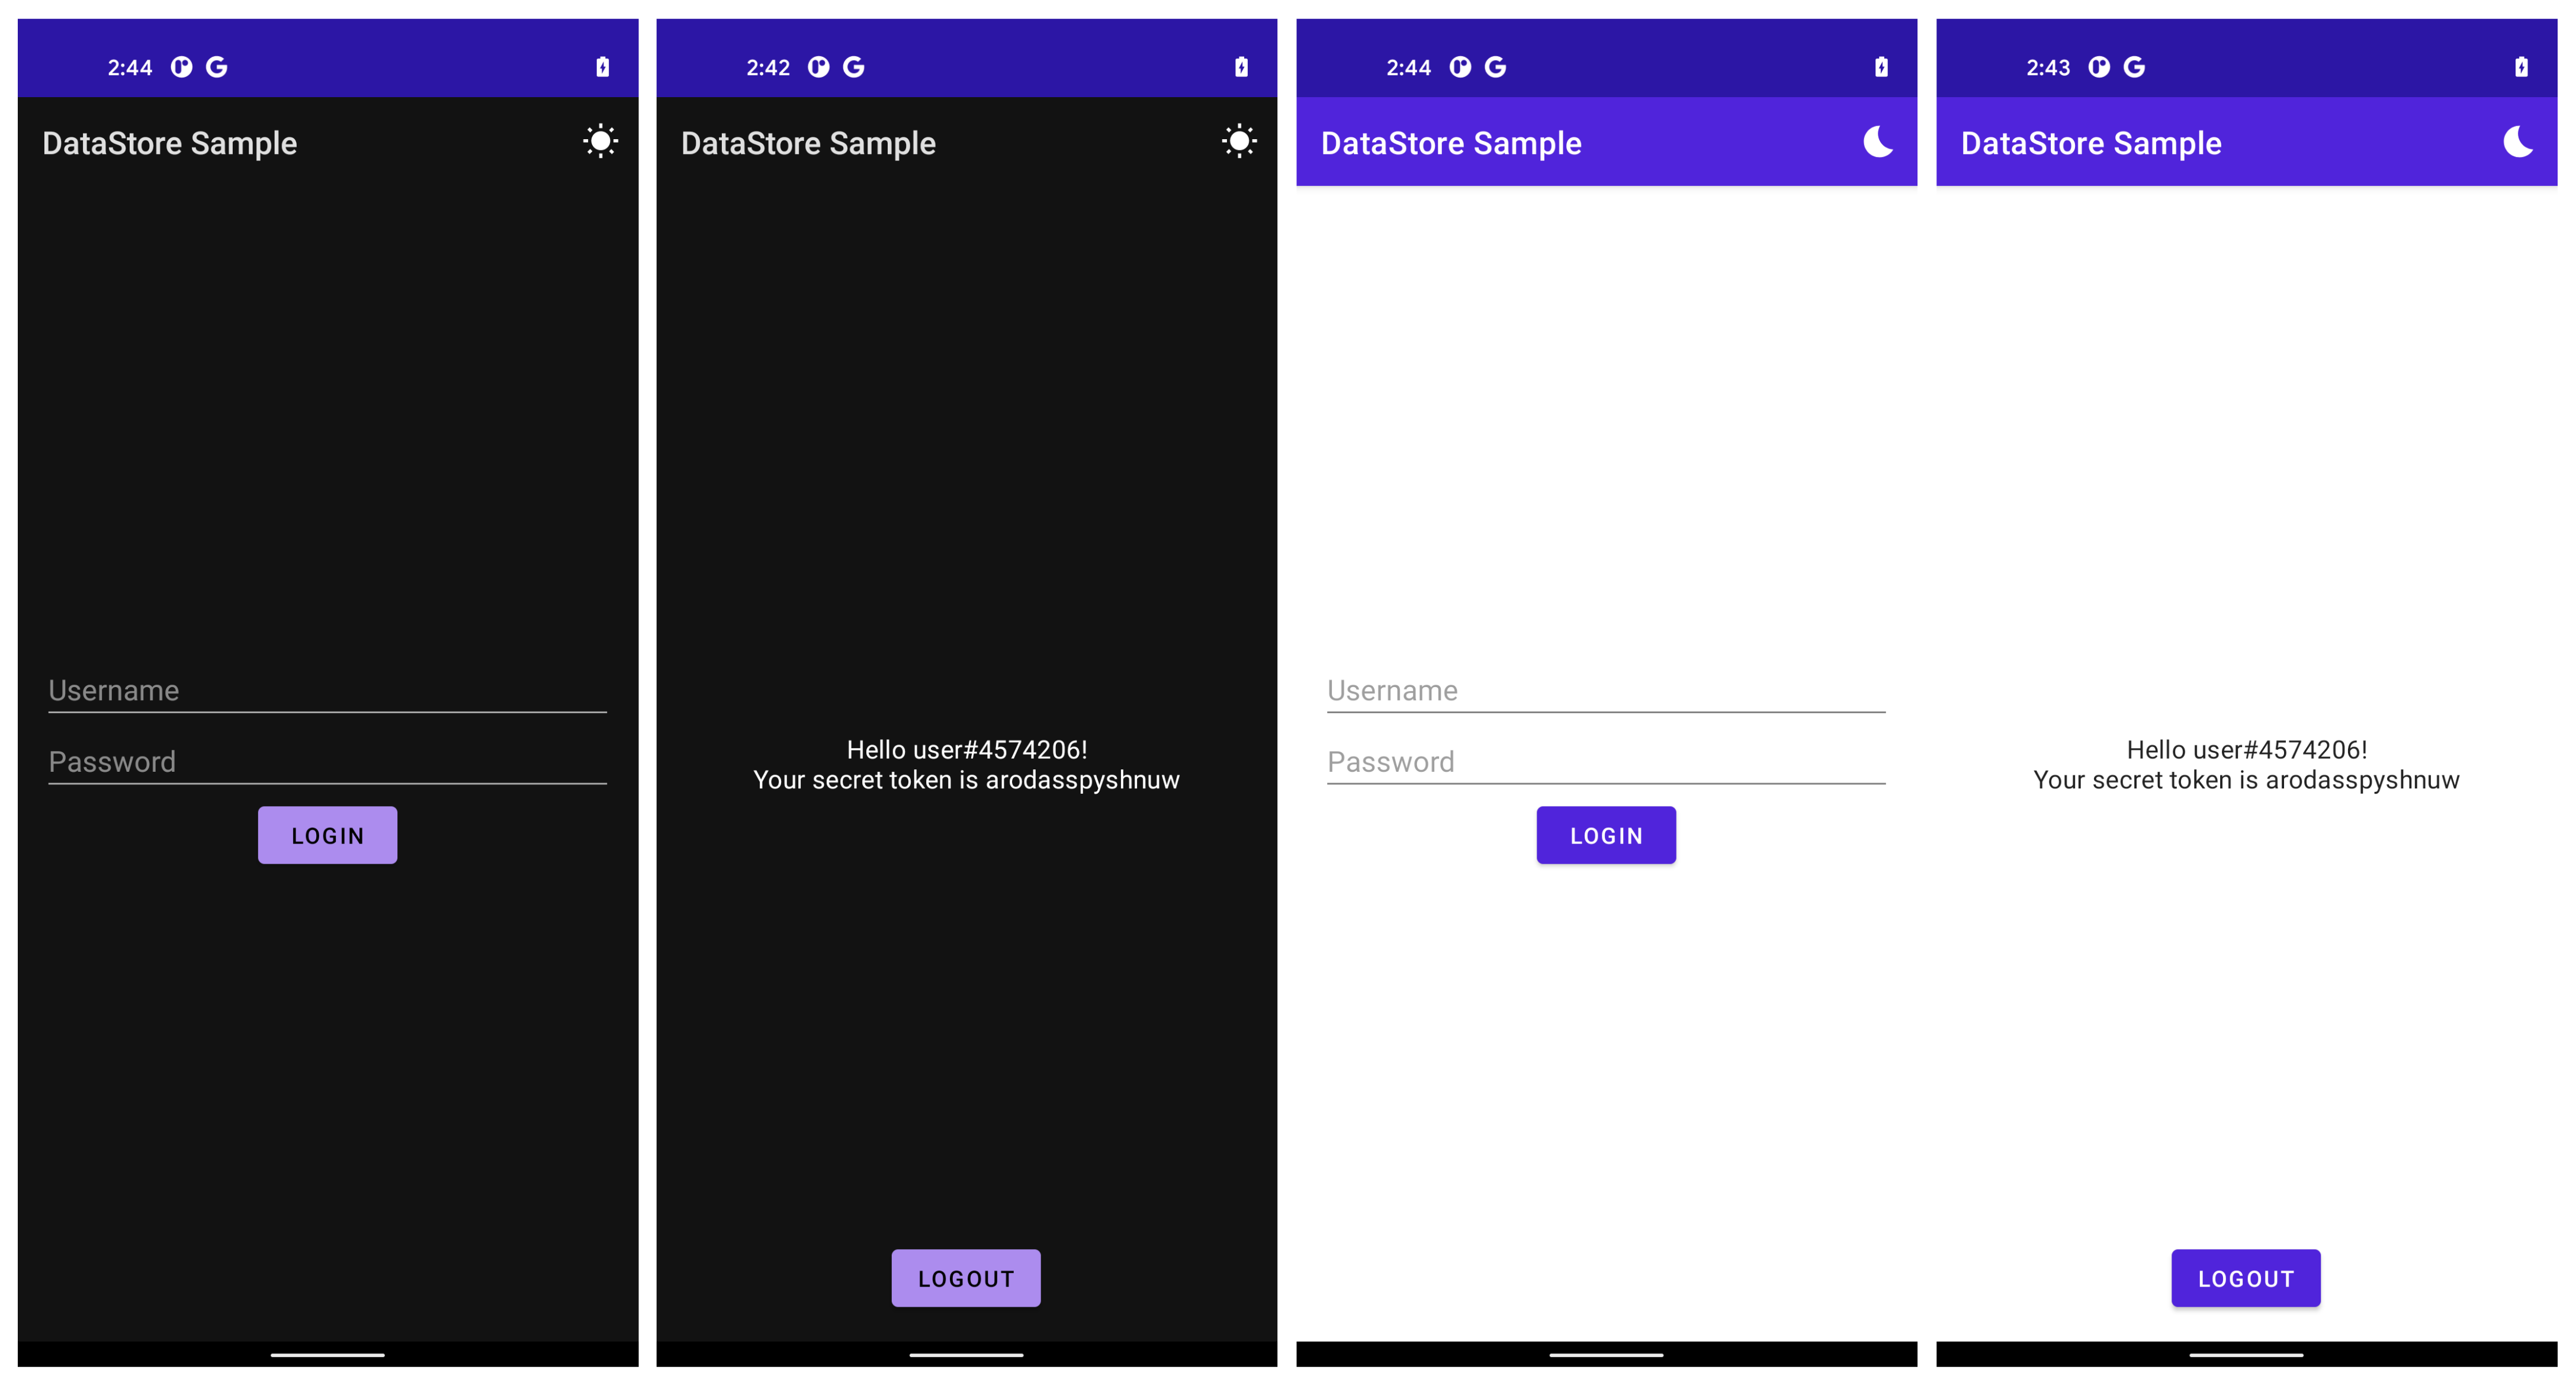 2:44
DataStore Sample
Username
Password
LOGIN
2:42
DataStore Sample
Hello user#4574206!
Your secret token is arodasspyshnuw
LOGOUT
2:44
DataStore Sample
Username
Password
LOGIN
2:43
DataStore Sample
Hello user#4574206!
Your secret token is arodasspyshnuw
LOGOUT